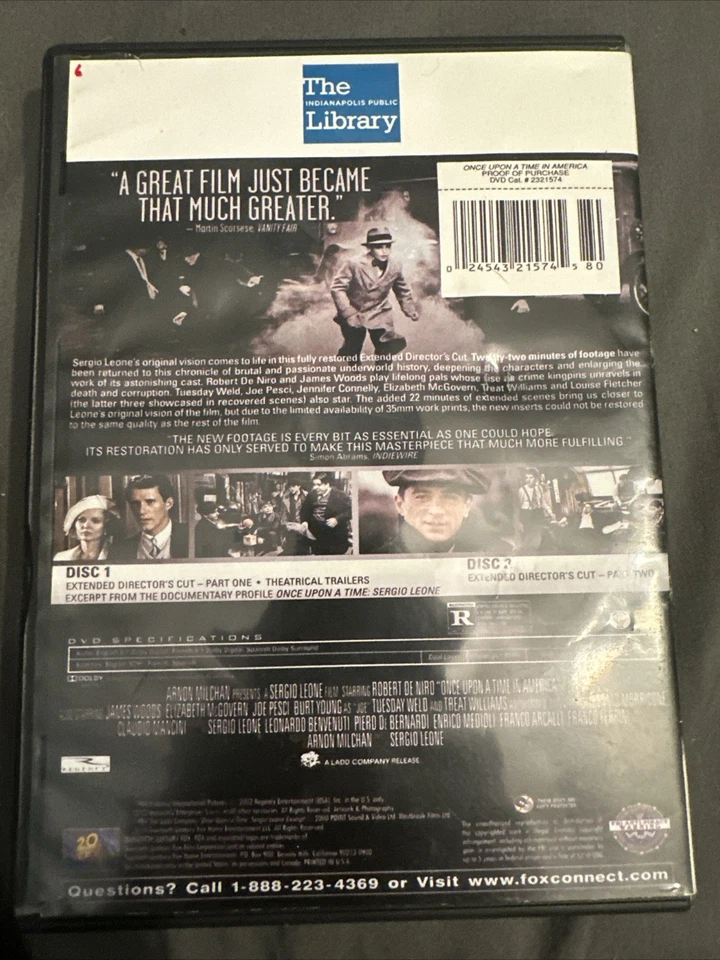 The
INDIANAPOLIS PUBLIC
Library
"A GREAT FILM JUST BECAME
THAT MUCH GREATER."
– Martin Scorsese, VANITY FAIR
ONCE UPON A TIME IN AMERICA
PROOF OF PURCHASE
DVD Cat. # 2321574
0 24543 21574 5 80
Sergio Leone's original vision comes to life in this fully restored Extended Director's Cut. Twenty-two minutes of footage have
been returned to this chronicle of brutal and passionate underworld history, deepening the characters and enlarging the
work of its astonishing cast. Robert De Niro and James Woods play lifelong pals whose rise as crime kingpins unravels in
death and corruption. Tuesday Weld, Joe Pesci, Jennifer Connelly, Elizabeth McGovern, Treat Williams and Louise Fletcher
(the latter three showcased in recovered scenes) also star. The added 22 minutes of extended scenes bring us closer to
Leone's original vision of the film, but due to the limited availability of 35mm work prints, the new inserts could not be restored
to the same quality as the rest of the film.
"THE NEW FOOTAGE IS EVERY BIT AS ESSENTIAL AS ONE COULD HOPE.
ITS RESTORATION HAS ONLY SERVED TO MAKE THIS MASTERPIECE THAT MUCH MORE FULFILLING."
Simon Abrams, INDIEWIRE
DISC 1
EXTENDED DIRECTOR'S CUT – PART ONE • THEATRICAL TRAILERS
EXCERPT FROM THE DOCUMENTARY PROFILE ONCE UPON A TIME: SERGIO LEONE
DISC 2
EXTENDED DIRECTOR'S CUT – PA TWO
R
DVD SPECIFICATIONS
DOLBY
ARNON MILCHAN PRESENTS A SERGIO LEONE FILM STARRING ROBERT DE NIRO "ONCE UPON A TIME IN AMERICA"
JAMES WOODS ELIZABETH McGOVERN JOE PESCI BURT YOUNG AS "JOE" TUESDAY WELD AND TREAT WILLIAMS MORRICONE
CLAUDIO MANCINI SERGIO LEONE LEONARDO BENVENUTI PIERO DE BERNARDI ENRICO MEDIOLI FRANCO ARCALLI FRANCO FERRINI
ARNON MILCHAN SERGIO LEONE
REGENCY
A LADD COMPANY RELEASE
20
Questions? Call 1-888-223-4369 or Visit www.foxconnect.com